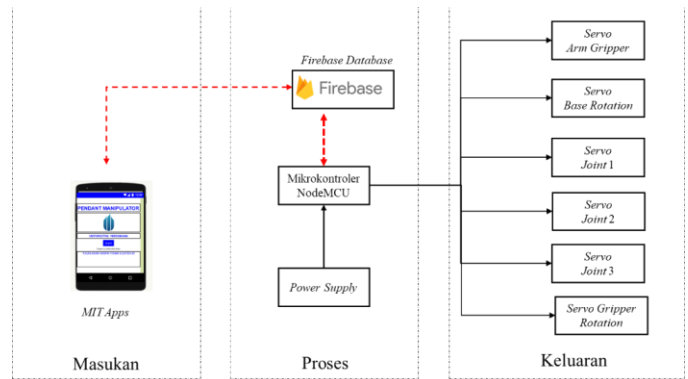 Firebase Database
Firebase
Mikrokontroler
NodeMCU
Power Supply
PENDANT MANIPULATOR
MIT Apps
Servo
Arm Gripper
Servo
Base Rotation
Servo
Joint 1
Servo
Joint 2
Servo
Joint 3
Servo Gripper
Rotation
Masukan
Proses
Keluaran